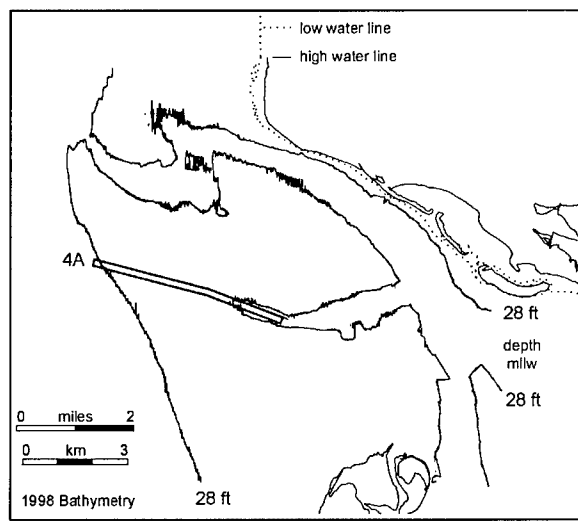 low water line
high water line
4A
28 ft
depth
mllw
28 ft
0 miles 2
0 km 3
1998 Bathymetry
28 ft